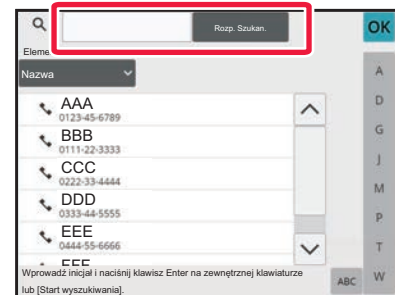 Rozp. Szukan.
OK
Eleme
Nazwa
A
AAA
0123-45-6789
D
BBB
0111-22-3333
G
CCC
0222-33-4444
J
M
DDD
0333-44-5555
P
EEE
0444-55-6666
T
FFF
Wprowadź inicjał i naciśnij klawisz Enter na zewnętrznej klawiaturze
lub [Start wyszukiwania].
ABC
W